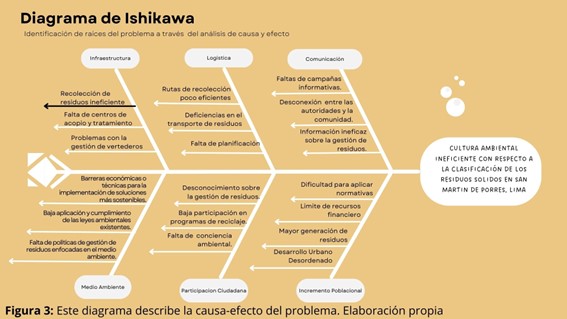 Diagrama de Ishikawa
Identificación de raíces del problema a través del análisis de causa y efecto
Infraestructura
Logística
Comunicación
Recolección de
residuos ineficiente
Falta de centros de
acopio y tratamiento
Problemas con la
gestión de vertederos
Rutas de recolección
poco eficientes
Deficiencias en el
transporte de residuos
Falta de planificación
Faltas de campañas
informativas.
Desconexión entre las
autoridades y la
comunidad.
Información ineficaz
sobre la gestión de
residuos.
CULTURA AMBIENTAL
INEFICIENTE CON RESPECTO A
LA CLASIFICACIÓN DE LOS
RESIDUOS SOLIDOS EN SAN
MARTIN DE PORRES, LIMA
Barreras económicas o
técnicas para la
implementación de soluciones
más sostenibles.
Baja aplicación y cumplimiento
de las leyes ambientales
existentes.
Falta de políticas de gestión de
residuos enfocadas en el medio
ambiente.
Desconocimiento sobre
la gestión de residuos.
Baja participación en
programas de reciclaje.
Falta de conciencia
ambiental.
Dificultad para aplicar
normativas
Limite de recursos
financiero
Mayor generación de
residuos
Desarrollo Urbano
Desordenado
Medio Ambiente
Participacion Ciudadana
Incremento Poblacional
Figura 3: Este diagrama describe la causa-efecto del problema. Elaboración propia